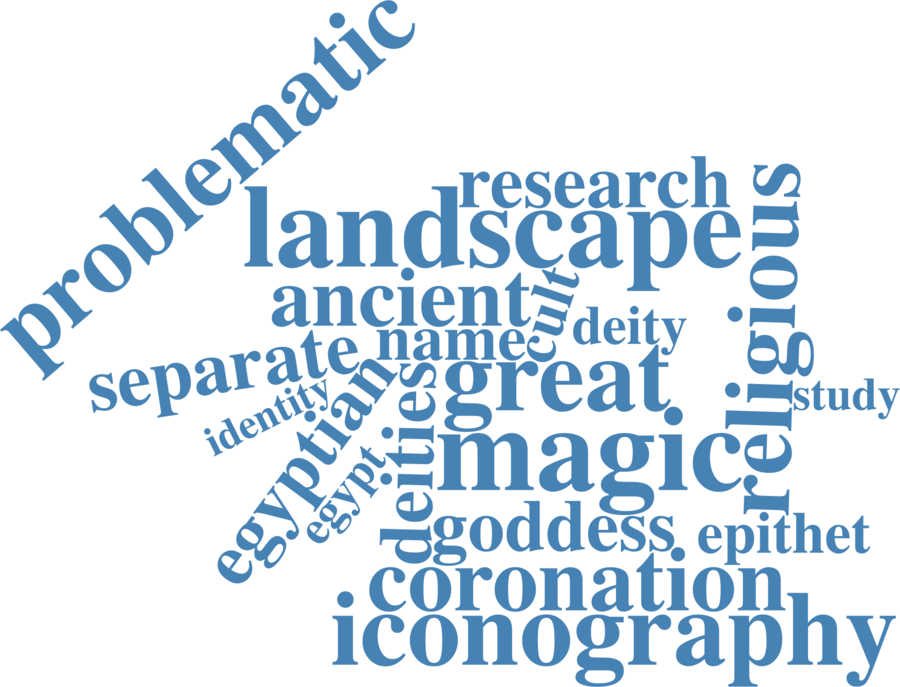 problematic
research
landscape
religious
ancient
cult
deity
name
separate
great
study
identity
egyptian
deities
magic
egypt
goddess
epithet
coronation
iconography